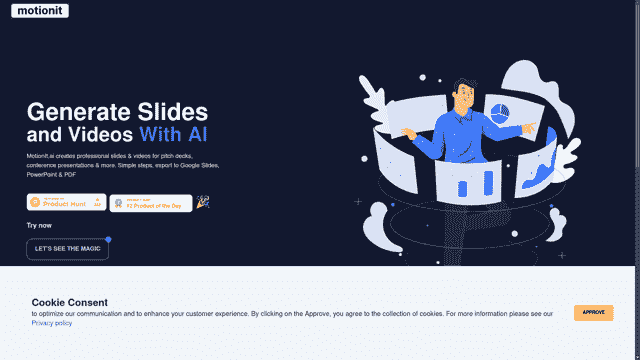 motionit
Generate Slides
and Videos With AI
Motionit.ai creates professional slides & videos for pitch decks,
conference presentations & more. Simple steps, export to Google Slides,
PowerPoint & PDF
Product Hunt
#2 Product of the Day
Try now
LET'S SEE THE MAGIC
Cookie Consent
to optimize our communication and to enhance your customer experience. By clicking on the Approve, you agree to the collection of cookies. For more information please see our
Privacy policy
APPROVE